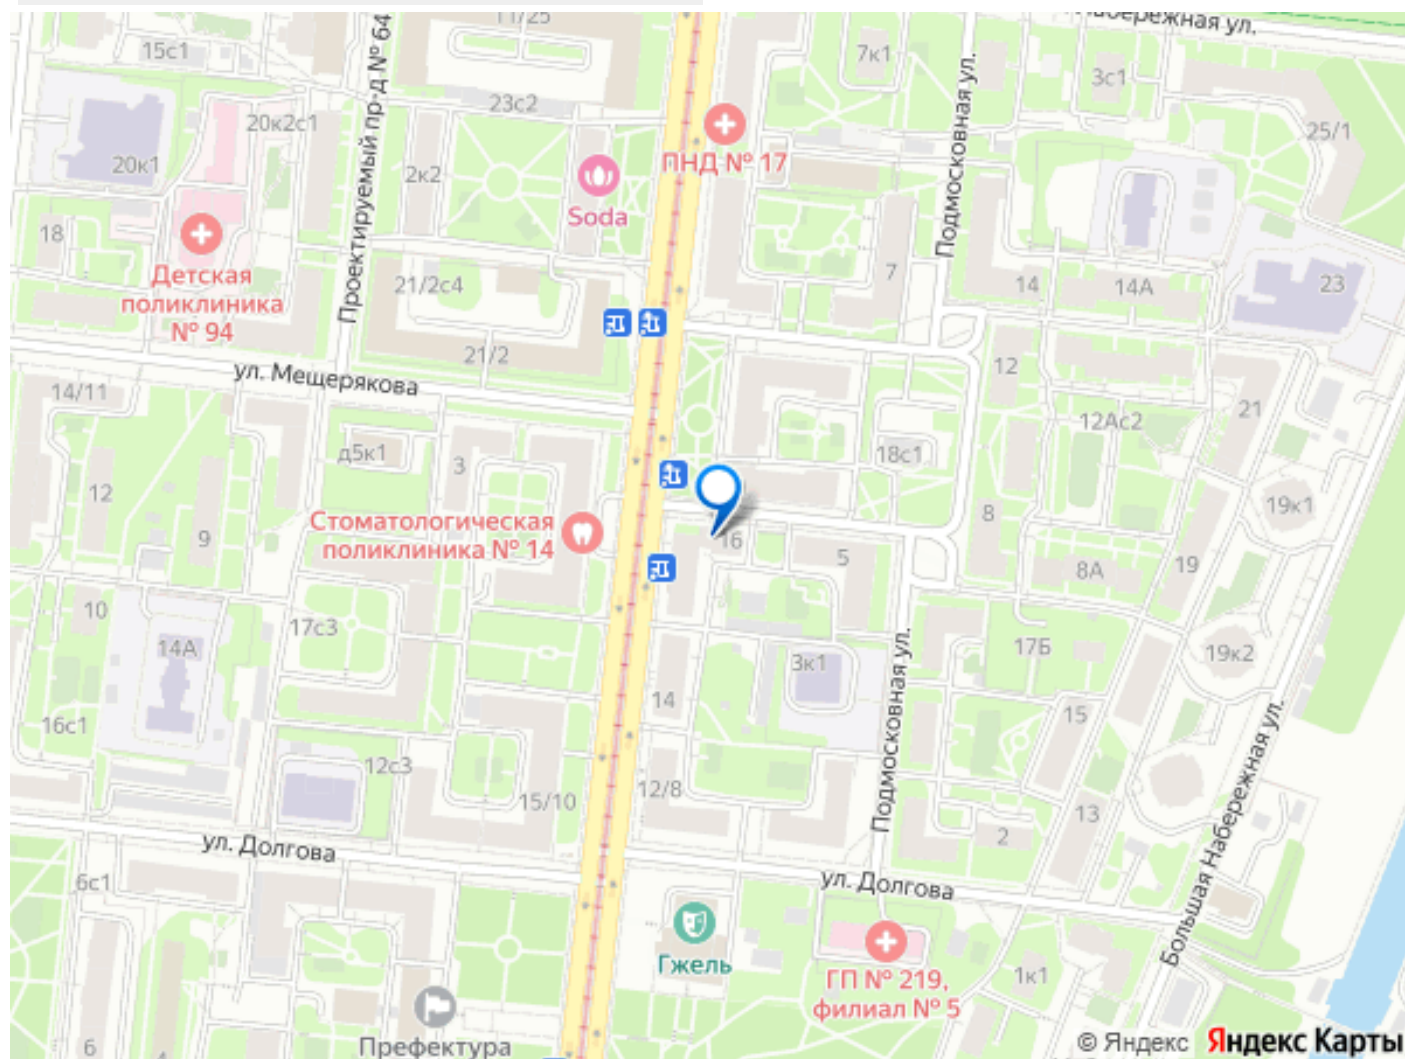 11/25
Набережная ул.
15с1
7к1
3с1
23с2
20к2с1
25/1
20к1
2к2
ПНД № 17
Проектируемый пр-д № 64
Подмосковная ул.
Soda
18
Детская
поликлиника
№ 94
21/2с4
7
14
14А
23
21/2
ул. Мещерякова
12
14/11
21
12Ас2
д5к1
3
18с1
12
19к1
8
Стоматологическая
поликлиника № 14
9
16
5
8А
19
10
17с3
14А
17Б
19к2
3к1
14
Подмосковная ул.
15
16с1
12с3
12/8
15/10
13
2
Большая Набережная ул.
ул. Долгова
6с1
ул. Долгова
Гжель
ГП № 219,
филиал № 5
1к1
6
Префектура
© Яндекс Яндекс Карты